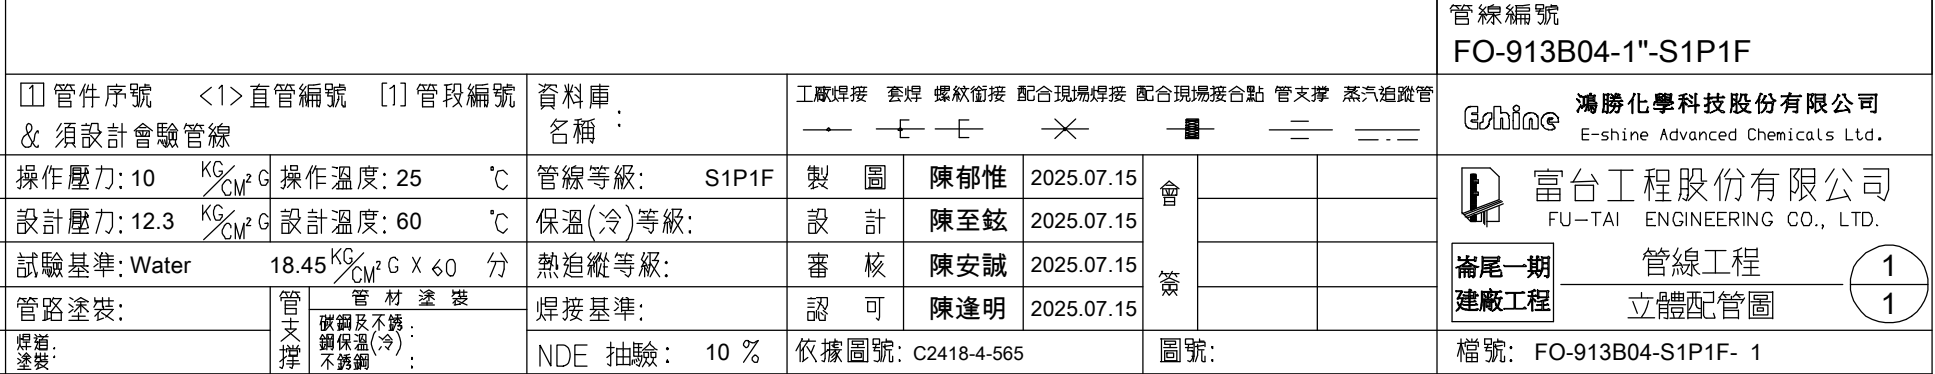 管線編號
FO-913B04-1"-S1P1F
1 管件序號 <1>直管編號 [1] 管段編號
& 須設計會驗管線
資料庫名稱 :
工廠焊接 套焊 螺紋銜接 配合現場焊接 配合現場接合點 管支撐 蒸汽追蹤管
Eshine 鴻勝化學科技股份有限公司
E-shine Advanced Chemicals Ltd.
操作壓力: 10 KG/CM² G 操作溫度: 25 °C 管線等級: S1P1F 製圖 陳郁惟 2025.07.15
設計壓力: 12.3 KG/CM² G 設計溫度: 60 °C 保溫(冷)等級: 設計 陳至鉉 2025.07.15
試驗基準: Water 18.45 KG/CM² G X 60 分 熱追縱等級: 審核 陳安誠 2025.07.15
管路塗裝: 管支撐 管材塗裝 焊接基準: 認可 陳逢明 2025.07.15
會簽
碳鋼及不銹鋼保溫(冷) :
不銹鋼 :
焊道塗裝:
NDE 抽驗: 10 % 依據圖號: C2418-4-565 圖號:
富台工程股份有限公司
FU-TAI ENGINEERING CO., LTD.
崙尾一期
建廠工程
管線工程
立體配管圖
1
1
檔號: FO-913B04-S1P1F- 1